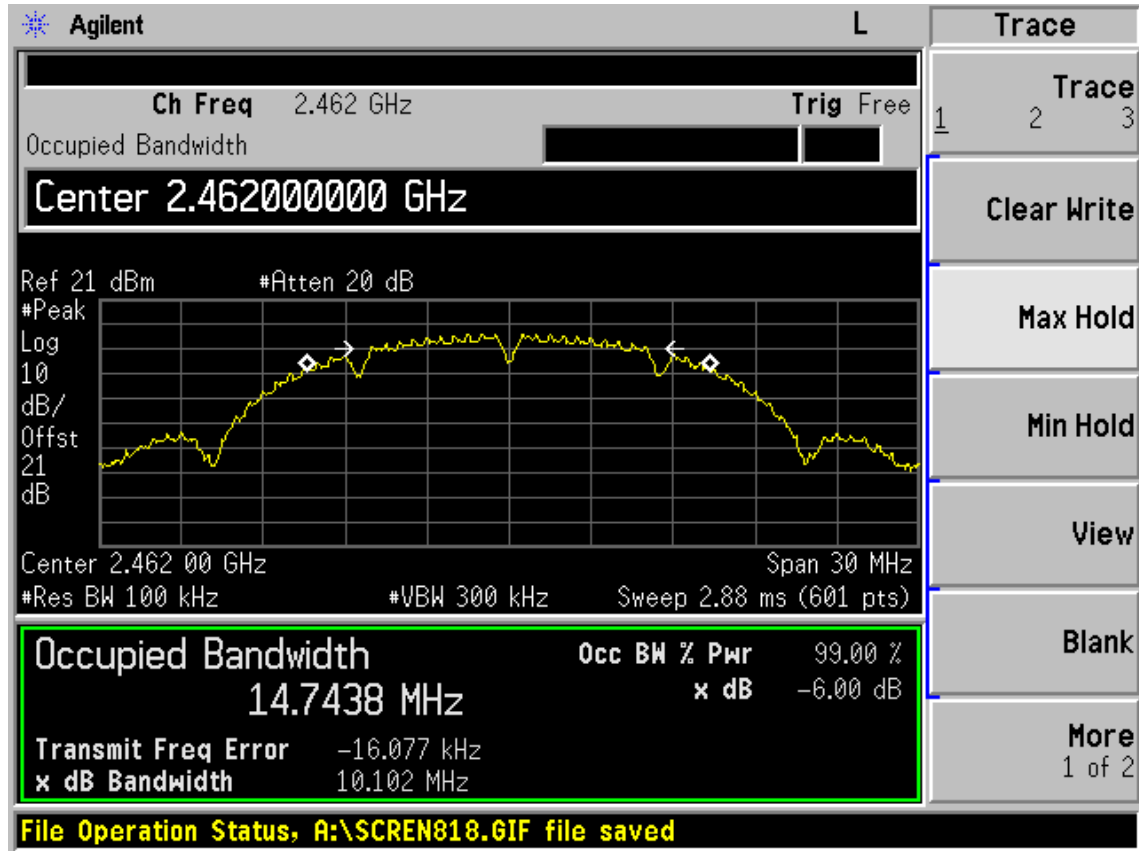 Agilent
L
Trace
Ch Freq 2.462 GHz
Trig Free
Occupied Bandwidth
Center 2.462000000 GHz
Ref 21 dBm
#Atten 20 dB
#Peak
Log
10
dB/
Offst
21
dB
Center 2.462 00 GHz
Span 30 MHz
#Res BW 100 kHz
#VBW 300 kHz
Sweep 2.88 ms (601 pts)
Occupied Bandwidth
14.7438 MHz
Occ BW % Pwr 99.00 %
x dB -6.00 dB
Transmit Freq Error -16.077 kHz
x dB Bandwidth 10.102 MHz
File Operation Status, A:\SCREN818.GIF file saved
Trace
1 2 3
Clear Write
Max Hold
Min Hold
View
Blank
More
1 of 2